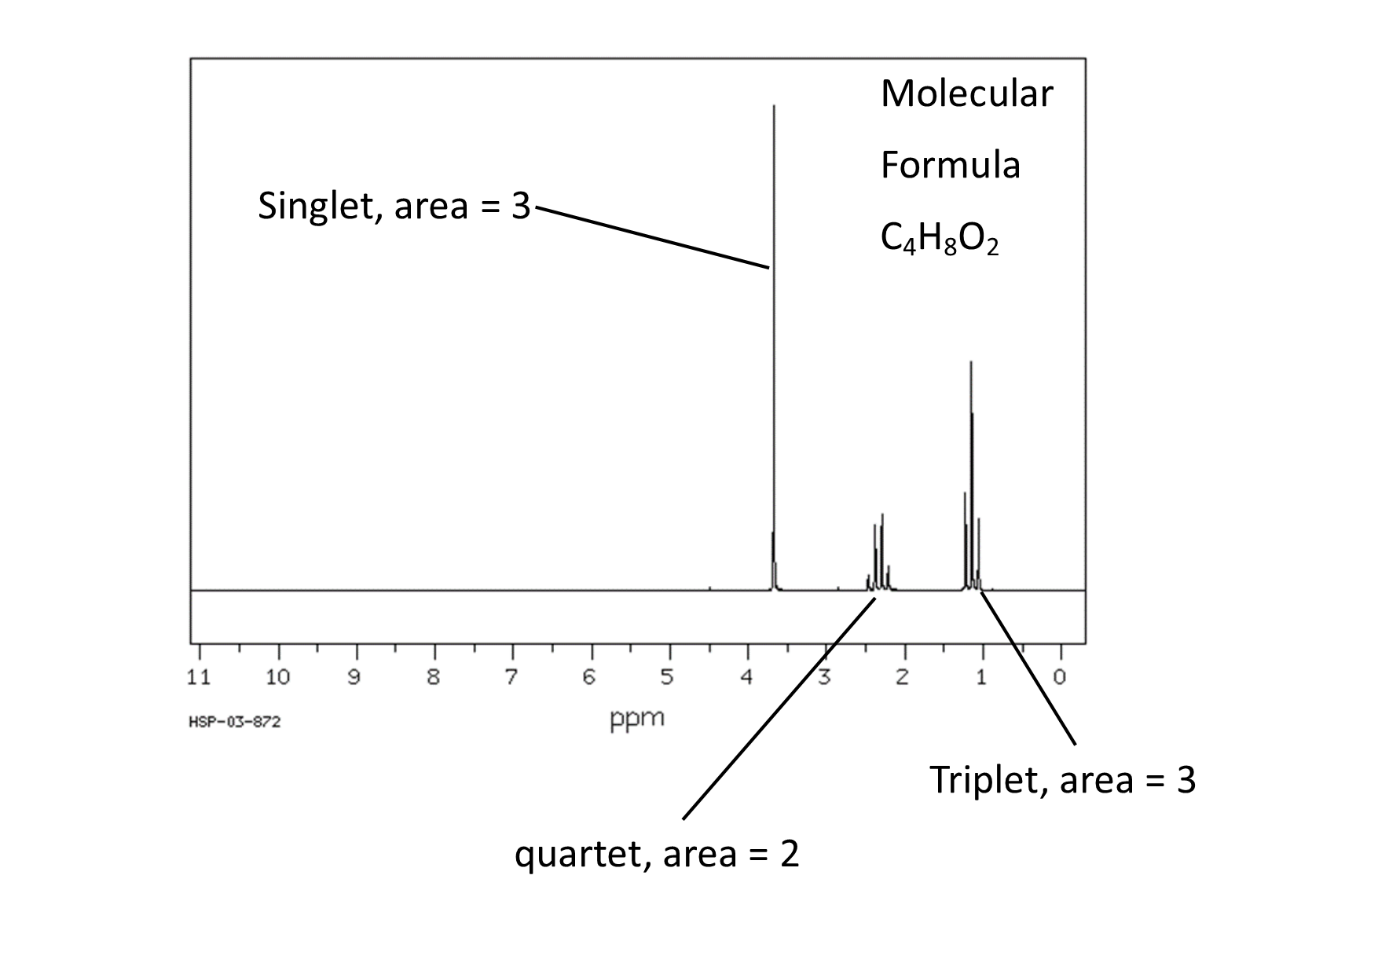 Molecular
Formula
C₄H₈O₂
Singlet, area = 3
11 10 9 8 7 6 5 4 3 2 1 0
HSP-03-872
ppm
Triplet, area = 3
quartet, area = 2